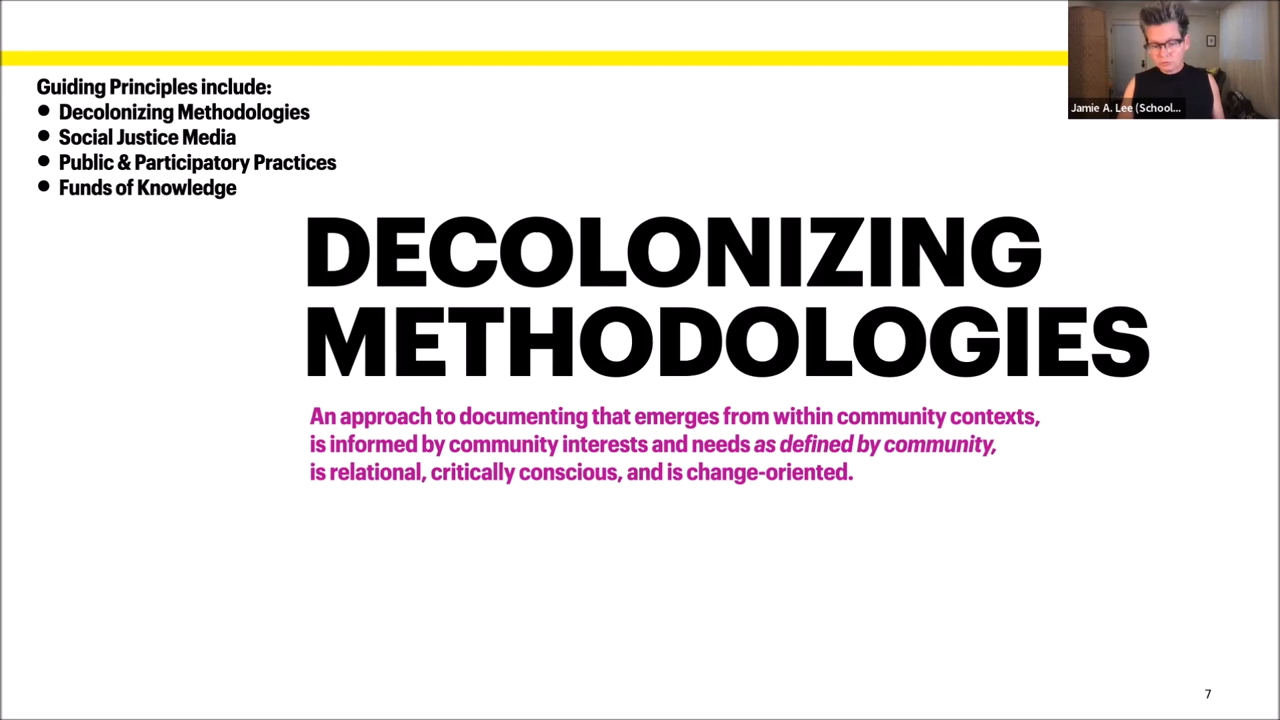 Guiding Principles include:
● Decolonizing Methodologies
● Social Justice Media
● Public & Participatory Practices
● Funds of Knowledge
Jamie A. Lee (School...
DECOLONIZING
METHODOLOGIES
An approach to documenting that emerges from within community contexts,
is informed by community interests and needs as defined by community,
is relational, critically conscious, and is change-oriented.
7